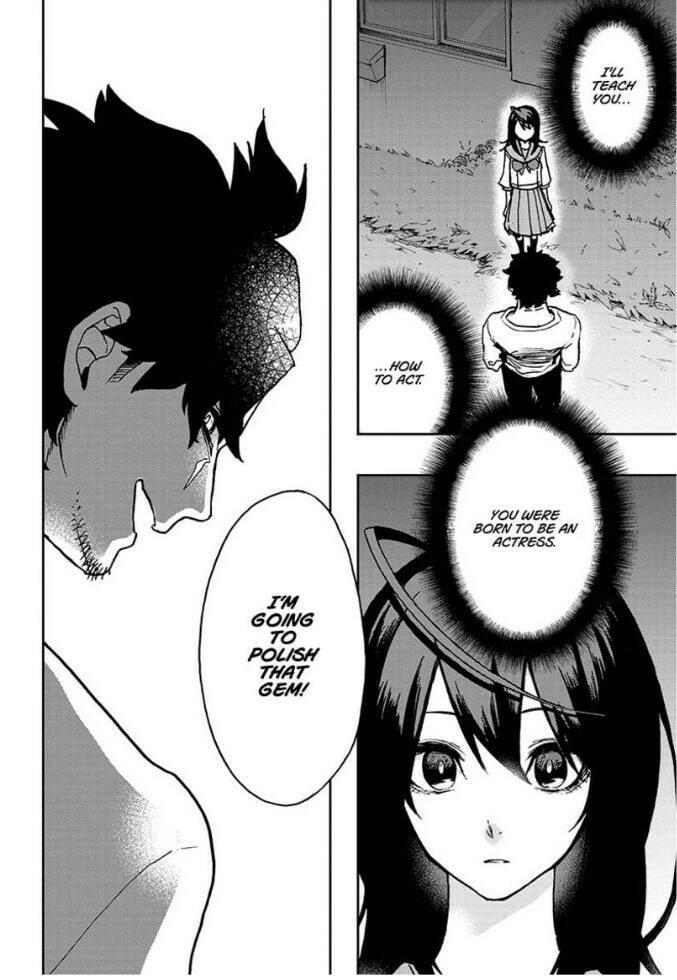 I'LL
TEACH
YOU...
...HOW
TO ACT.
YOU WERE
BORN TO BE AN
ACTRESS.
I'M
GOING
TO
POLISH
THAT
GEM!